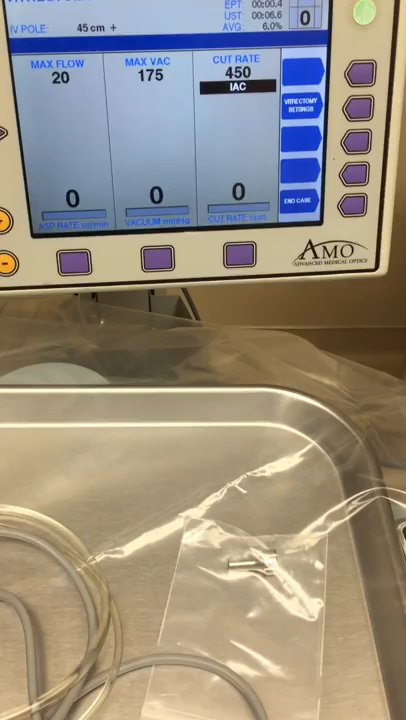 EPT: 00:00.4
UST: 00:06.6
IV POLE: 45 cm + AVG: 6.0%
0
MAX FLOW MAX VAC CUT RATE
20 175 450
IAC
VITRECTOMY
SETTINGS
0 0 0
END CASE
ASP RATE cc/min VACUUM mmHg CUT RATE cpm
AMO
ADVANCED MEDICAL OPTICS